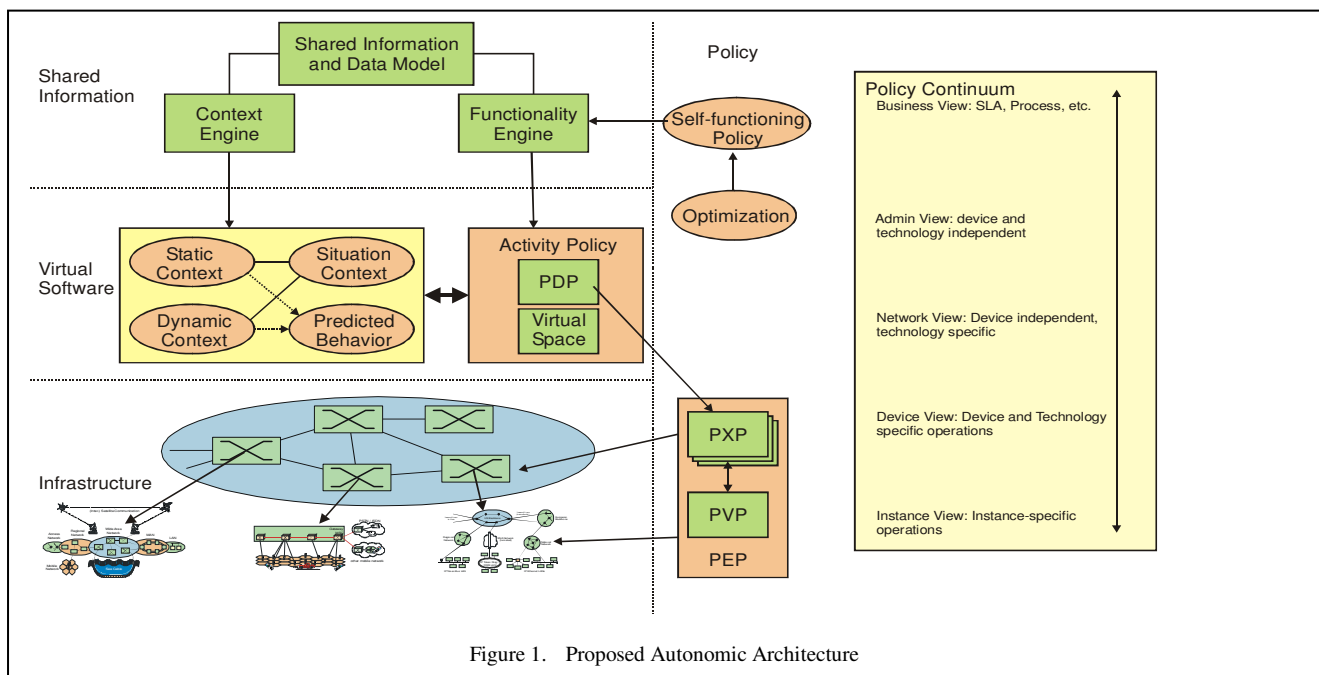 Shared Information
and Data Model
Policy
Shared
Information
Context
Engine
Functionality
Engine
Self-functioning
Policy
Optimization
Policy Continuum
Business View: SLA, Process, etc.
Admin View: device and
technology independent
Network View: Device independent,
technology specific
Device View: Device and Technology
specific operations
Instance View: Instance-specific
operations
Virtual
Software
Static
Context
Situation
Context
Dynamic
Context
Predicted
Behavior
Activity Policy
PDP
Virtual
Space
Infrastructure
PXP
PVP
PEP
Figure 1. Proposed Autonomic Architecture